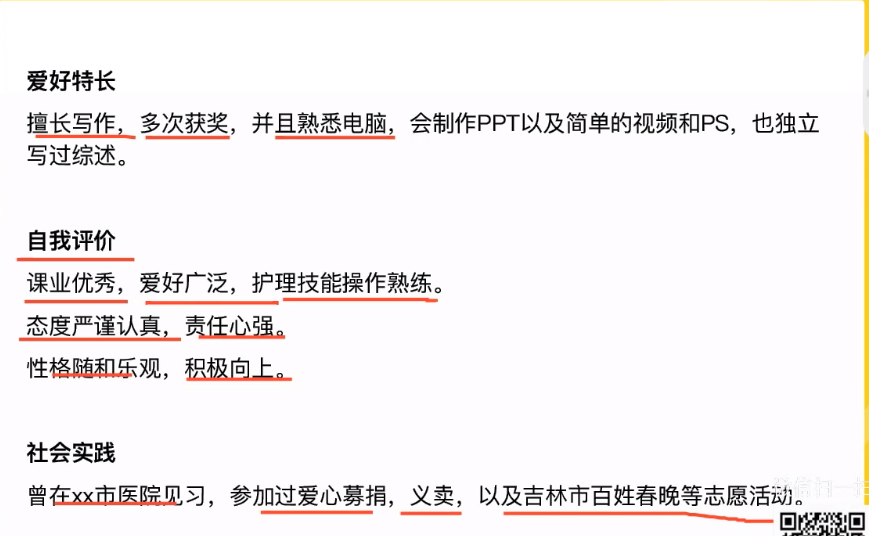 爱好特长
擅长写作，多次获奖，并且熟悉电脑，会制作PPT以及简单的视频和PS，也独立
写过综述。
自我评价
课业优秀，爱好广泛，护理技能操作熟练。
态度严谨认真，责任心强。
性格随和乐观，积极向上。
社会实践
曾在xx市医院见习，参加过爱心募捐，义卖，以及吉林市百姓春晚等志愿活动。